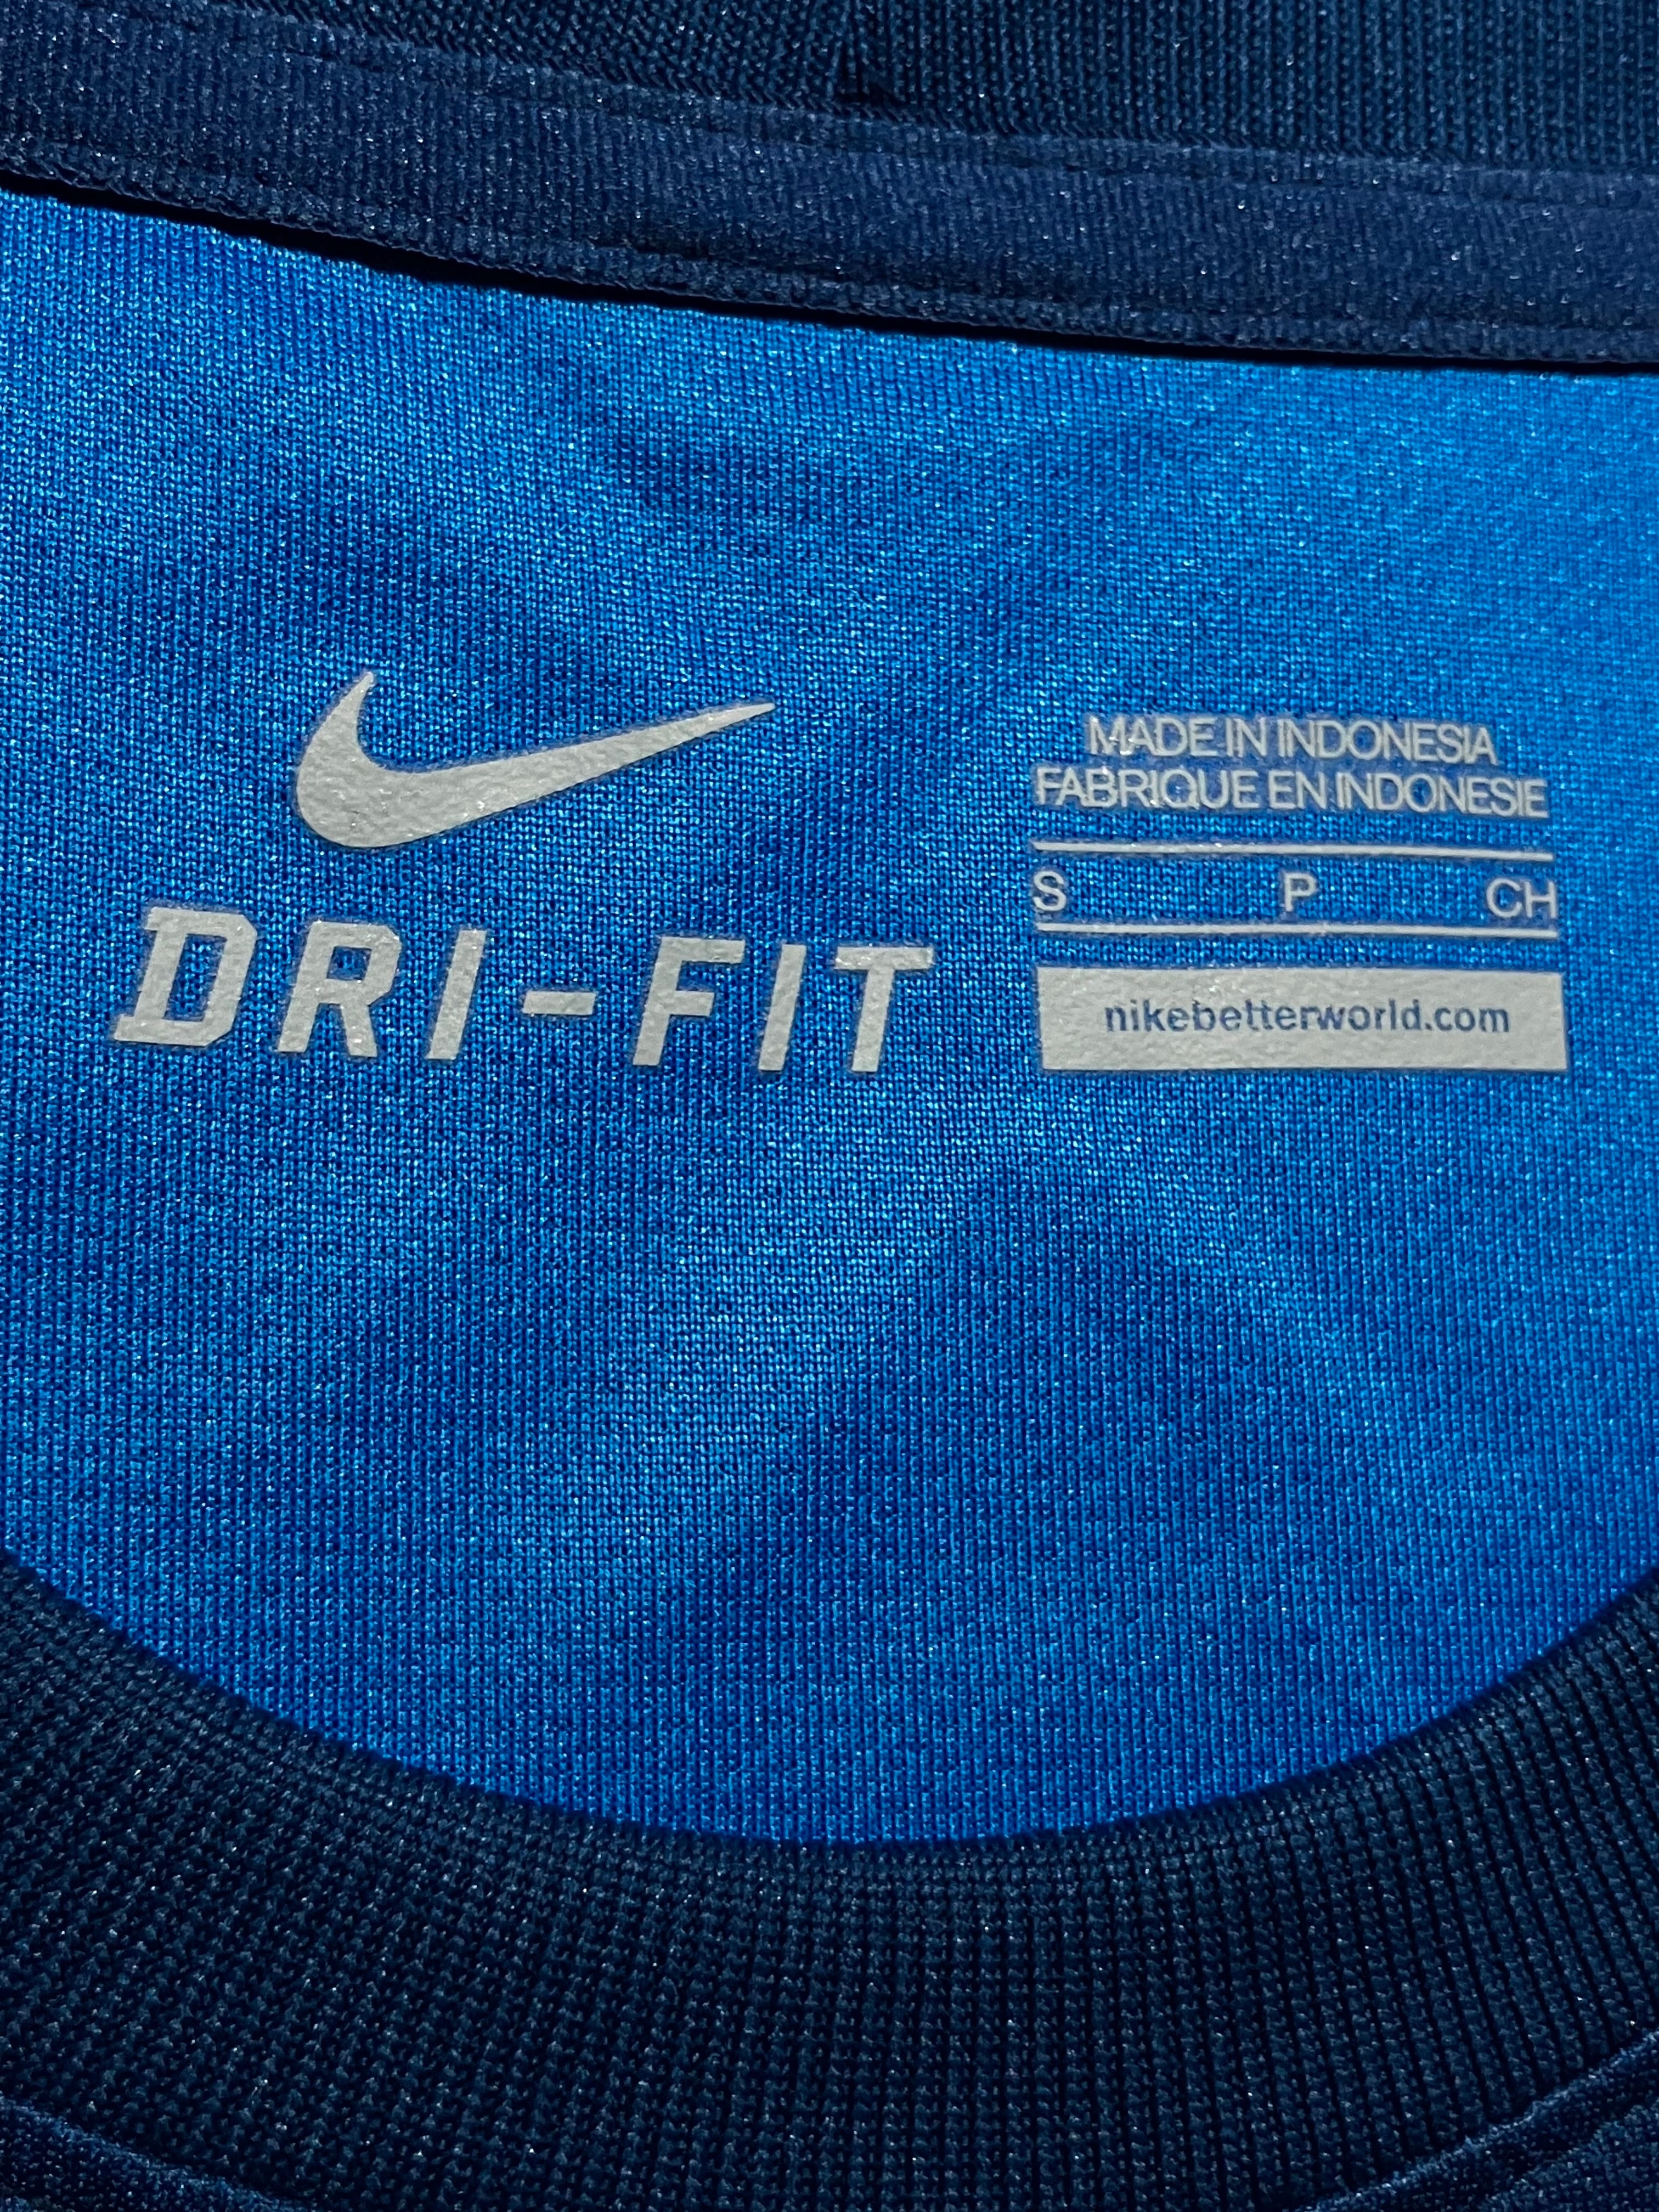 DRI-FIT
MADE IN INDONESIA
FABRIQUE EN INDONESIE
S P CH
nikebetterworld.com